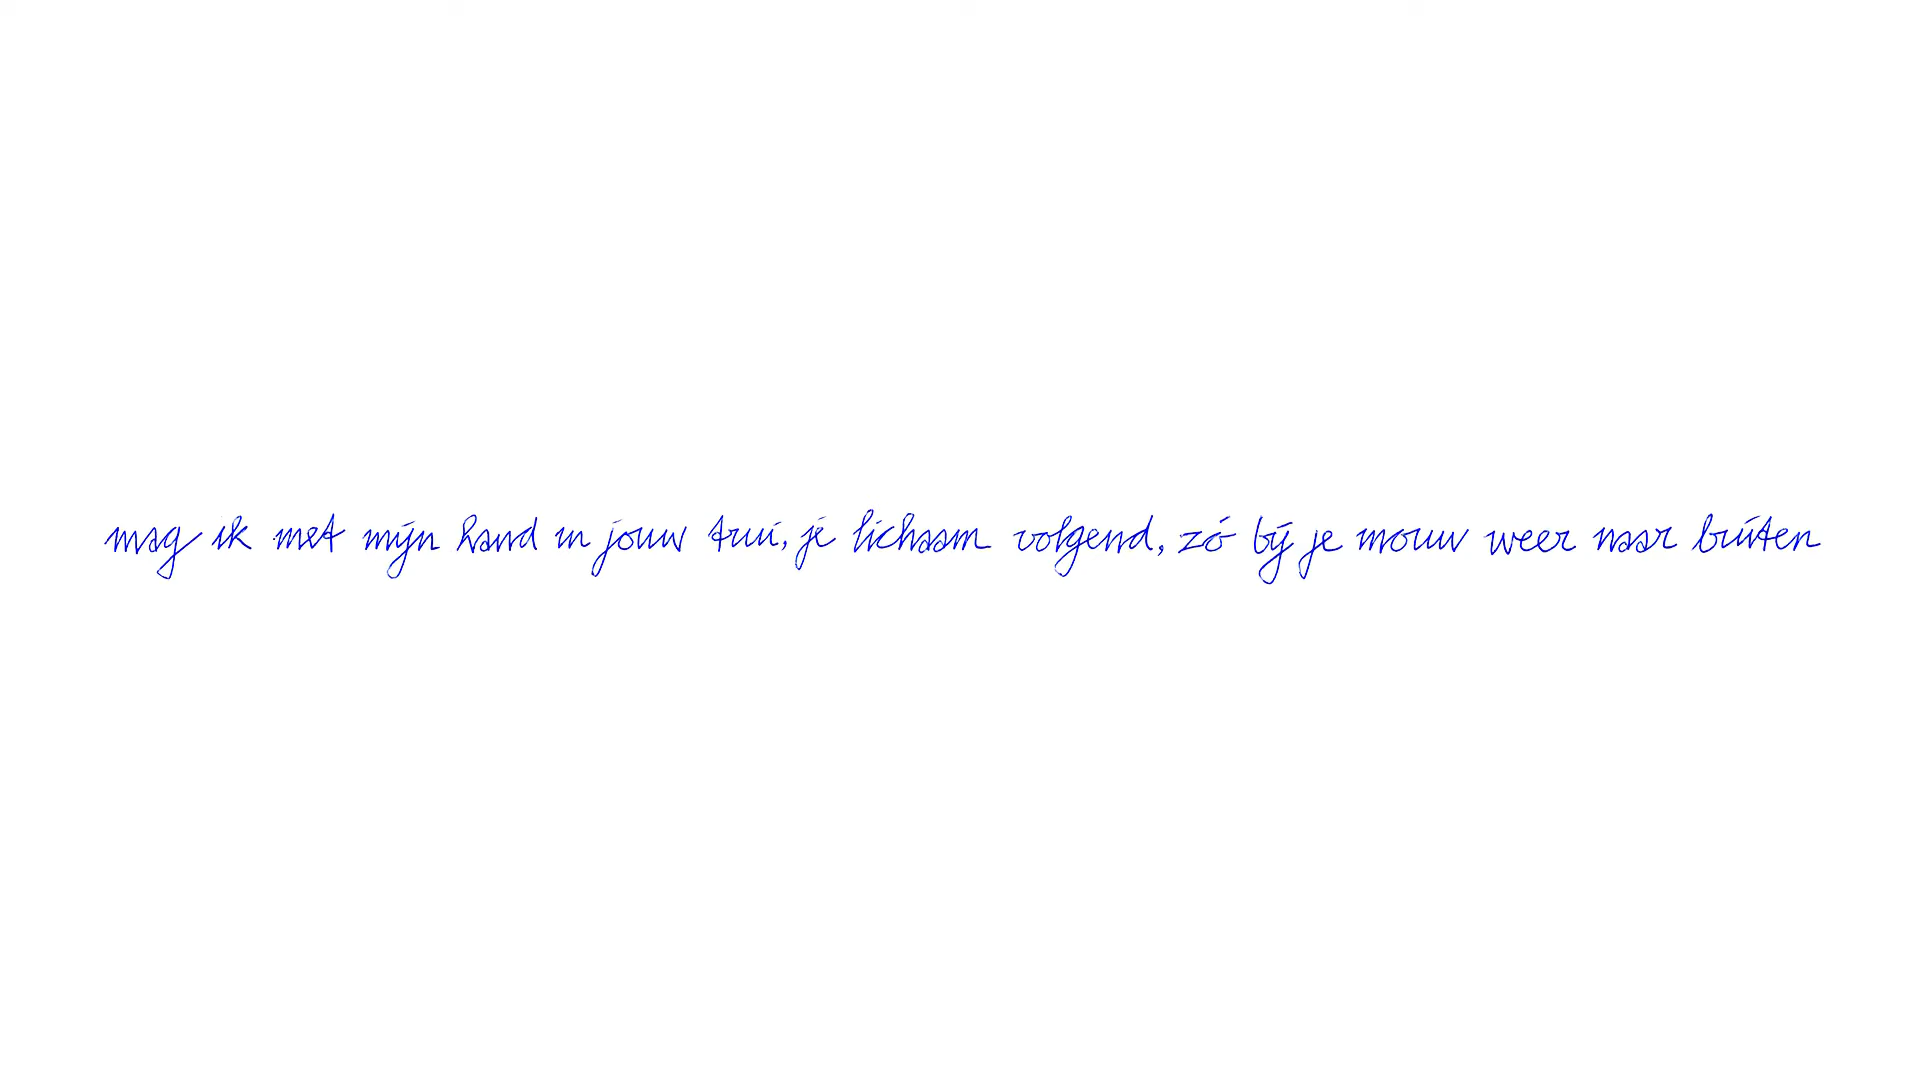 mag ik met mijn hand in jouw trui, je lichaam volgend, zó bij je mouw weer naar buiten